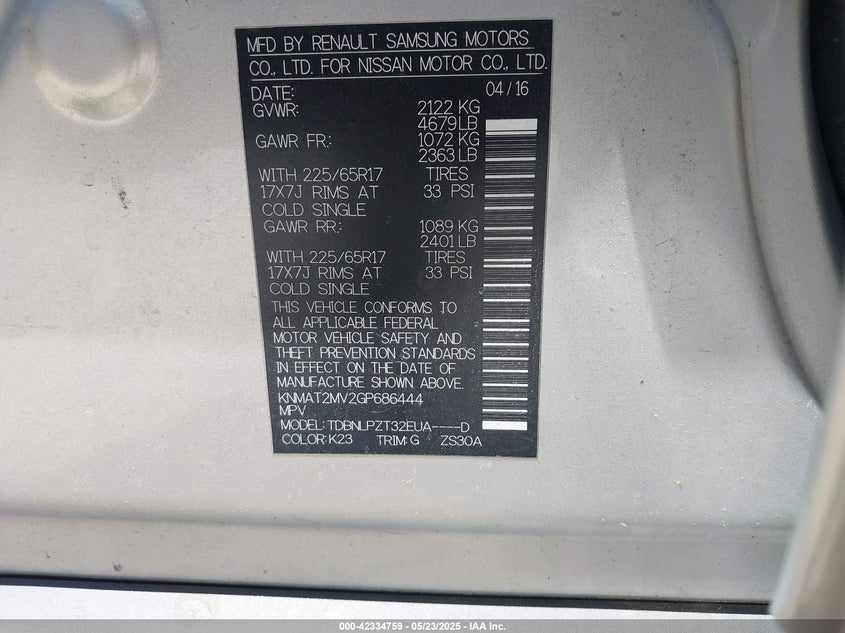 MFD BY RENAULT SAMSUNG MOTORS
CO., LTD. FOR NISSAN MOTOR CO., LTD.
DATE: 04/16
GVWR: 2122 KG
4679LB
GAWR FR.: 1072 KG
2363 LB
WITH 225/65R17 TIRES
17X7J RIMS AT 33 PSI
COLD SINGLE
GAWR RR.: 1089 KG
2401 LB
WITH 225/65R17 TIRES
17X7J RIMS AT 33 PSI
COLD SINGLE
THIS VEHICLE CONFORMS TO
ALL APPLICABLE FEDERAL
MOTOR VEHICLE SAFETY AND
THEFT PREVENTION STANDARDS
IN EFFECT ON THE DATE OF
MANUFACTURE SHOWN ABOVE.
KNMAT2MV2GP686444
MPV
MODEL: TDBNLPZT32EUA----D
COLOR:K23 TRIM:G ZS30A
000-42334759 - 05/23/2025 - IAA Inc.